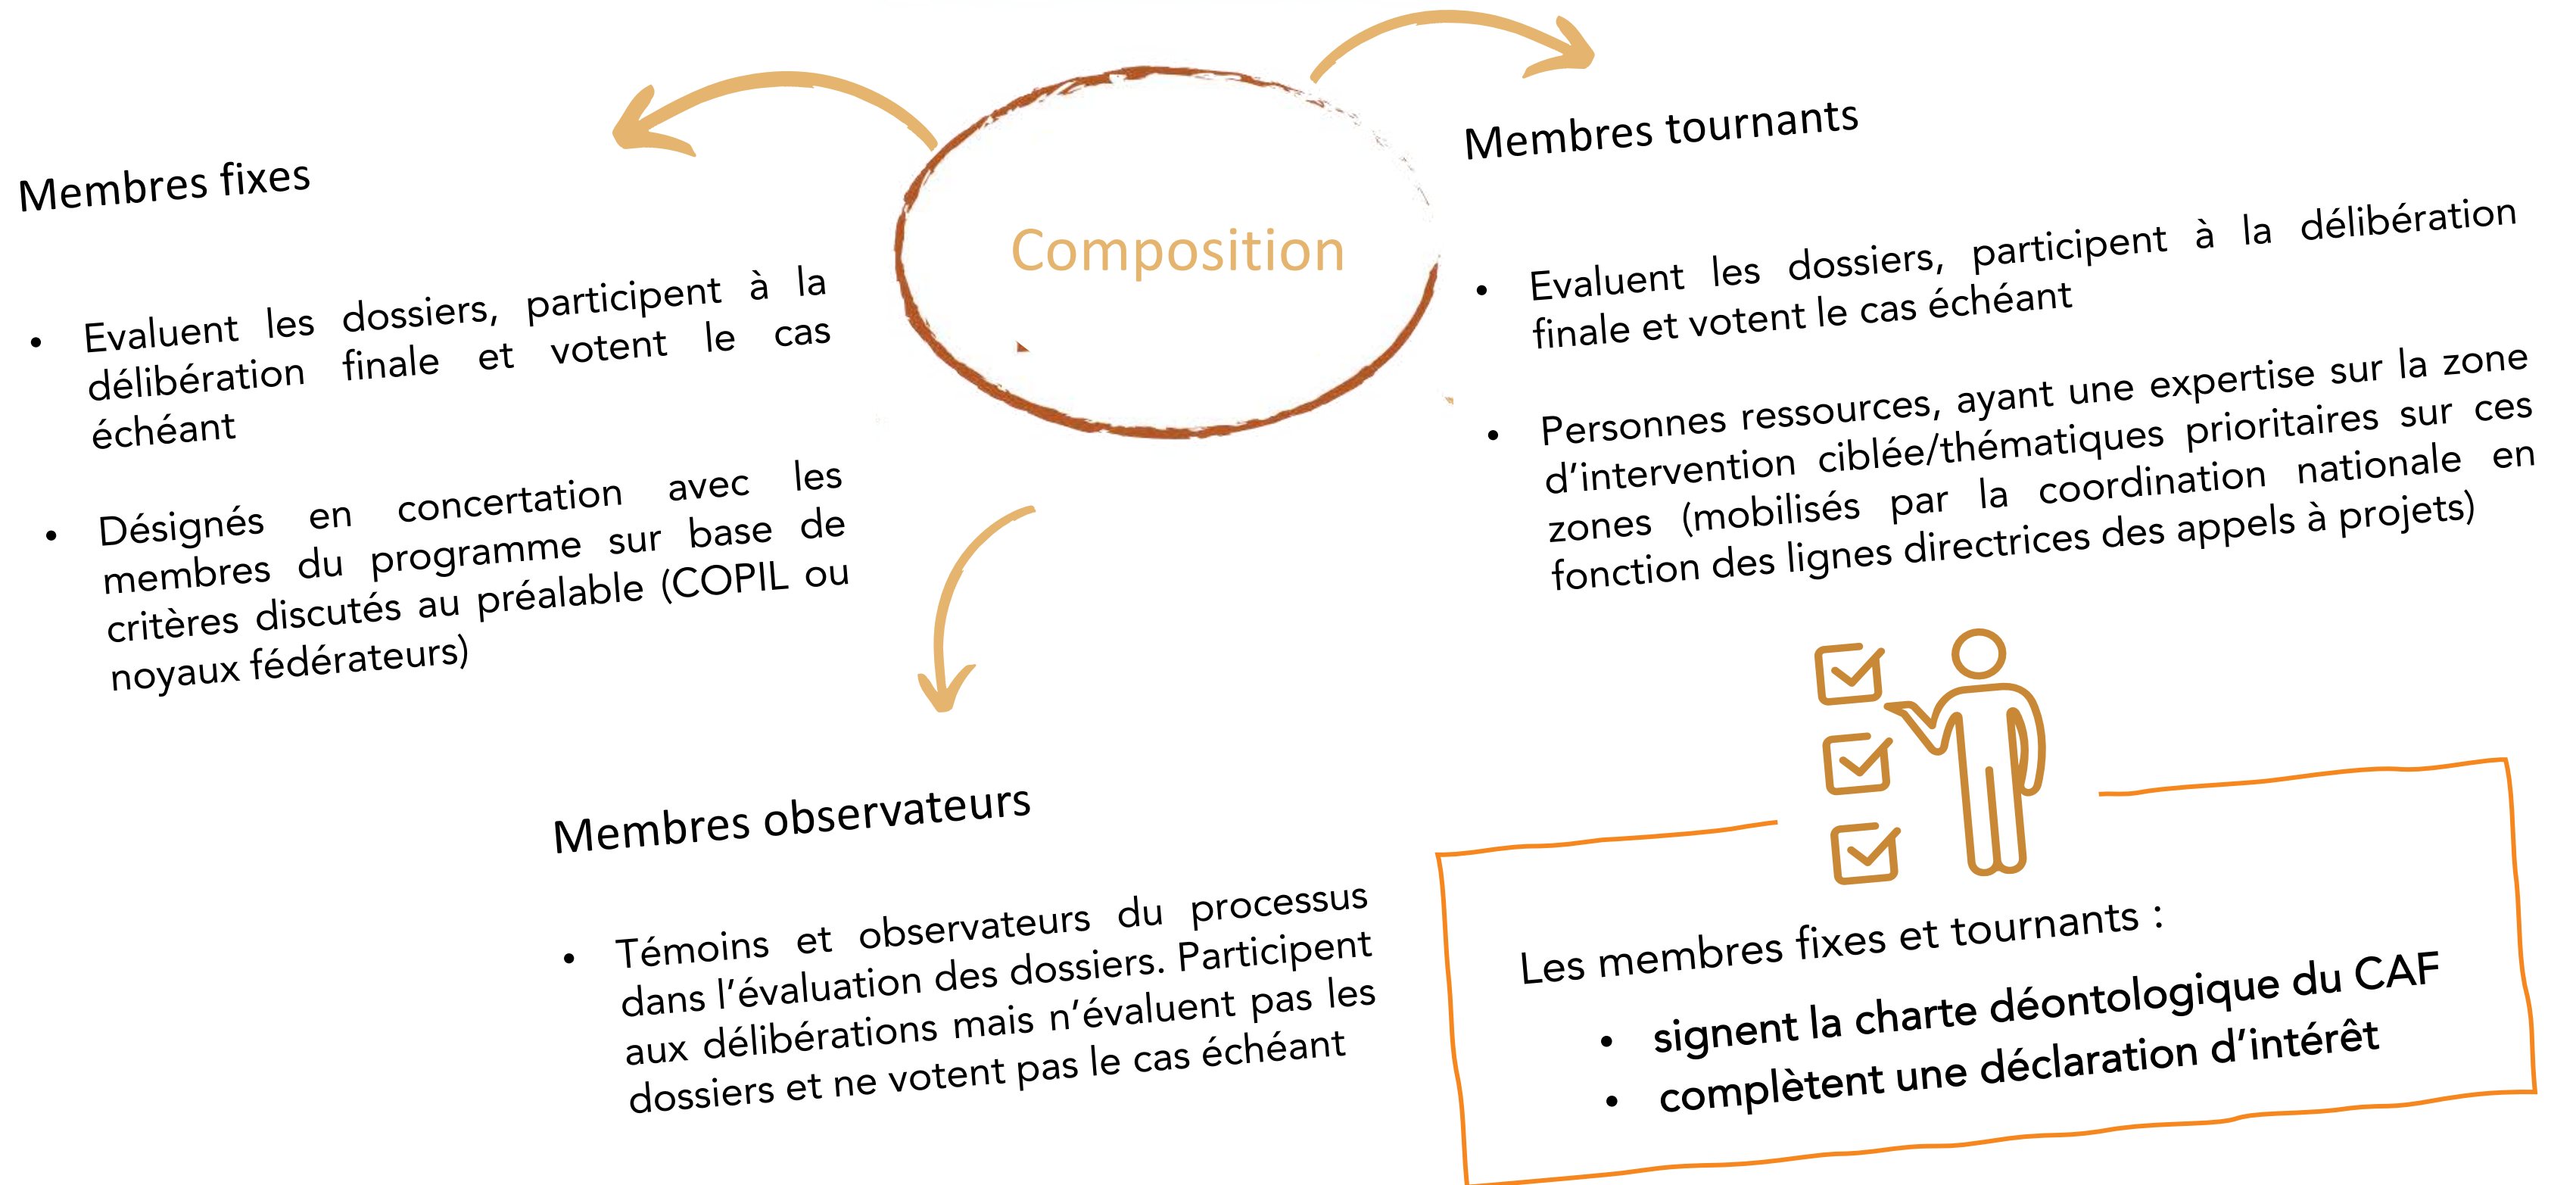 Composition
Membres fixes
• Evaluent les dossiers, participent à la
délibération finale et votent le cas
échéant
• Désignés en concertation avec les
membres du programme sur base de
critères discutés au préalable (COPIL ou
noyaux fédérateurs)
Membres tournants
• Evaluent les dossiers, participent à la délibération
finale et votent le cas échéant
• Personnes ressources, ayant une expertise sur la zone
d’intervention ciblée/thématiques prioritaires sur ces
zones (mobilisés par la coordination nationale en
fonction des lignes directrices des appels à projets)
Membres observateurs
• Témoins et observateurs du processus
dans l’évaluation des dossiers. Participent
aux délibérations mais n’évaluent pas les
dossiers et ne votent pas le cas échéant
Les membres fixes et tournants :
• signent la charte déontologique du CAF
• complètent une déclaration d’intérêt